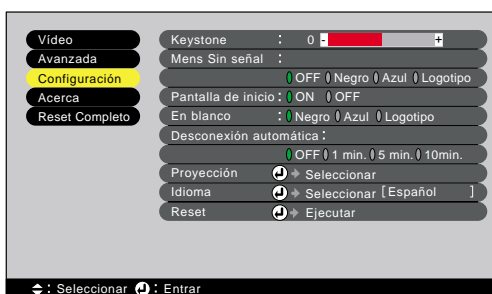 Vídeo
Avanzada
Configuración
Acerca
Reset Completo
Keystone : 0 - +
Mens Sin señal :
OFF Negro Azul Logotipo
Pantalla de inicio : ON OFF
En blanco : Negro Azul Logotipo
Desconexión automática :
OFF 1 min. 5 min. 10min.
Proyección Seleccionar
Idioma Seleccionar [Español ]
Reset Ejecutar
: Seleccionar : Entrar